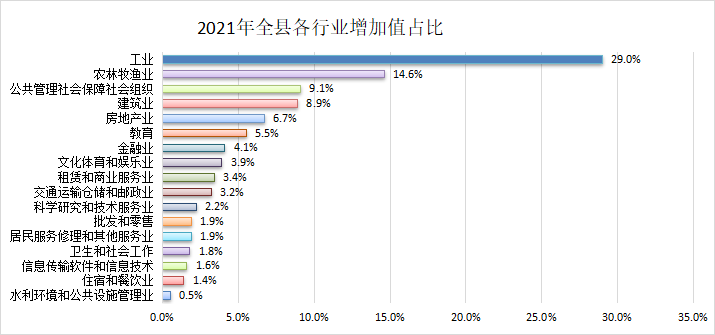 2021年全县各行业增加值占比
工业 29.0%
农林牧渔业 14.6%
公共管理社会保障社会组织 9.1%
建筑业 8.9%
房地产业 6.7%
教育 5.5%
金融业 4.1%
文化体育和娱乐业 3.9%
租赁和商业服务业 3.4%
交通运输仓储和邮政业 3.2%
科学研究和技术服务业 2.2%
批发和零售 1.9%
居民服务修理和其他服务业 1.9%
卫生和社会工作 1.8%
信息传输软件和信息技术 1.6%
住宿和餐饮业 1.4%
水利环境和公共设施管理业 0.5%
0.0% 5.0% 10.0% 15.0% 20.0% 25.0% 30.0% 35.0%